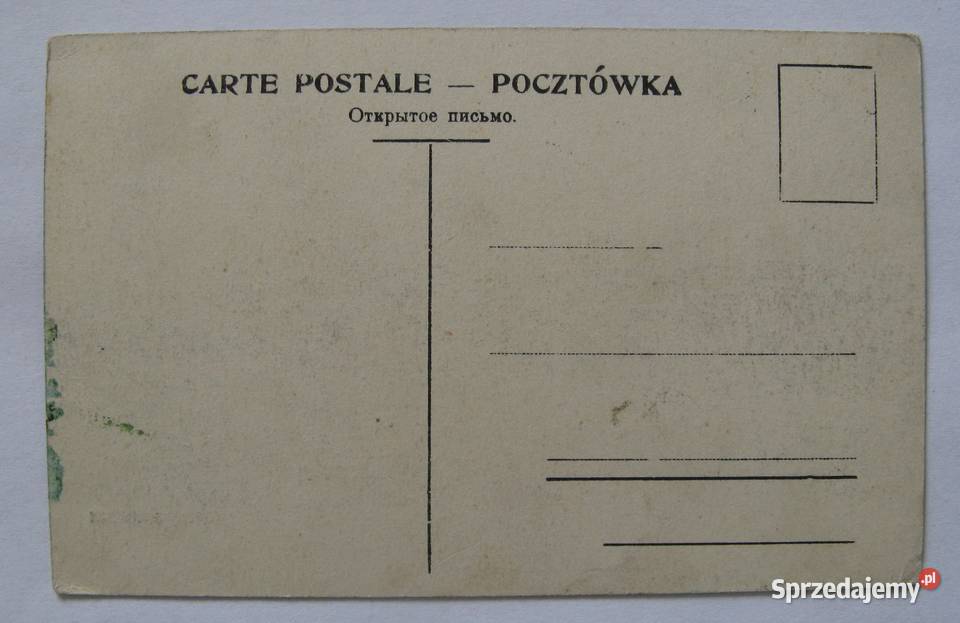 CARTE POSTALE — POCZTÓWKA
Открытое письмо.
Sprzedajemy.pl